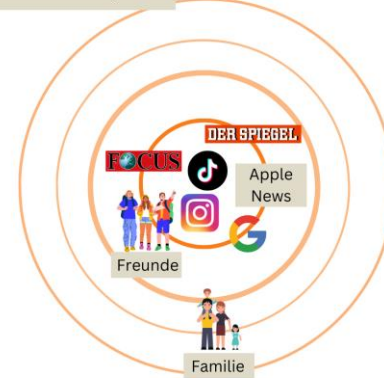 DER SPIEGEL
FOCUS
Apple
News
Freunde
Familie